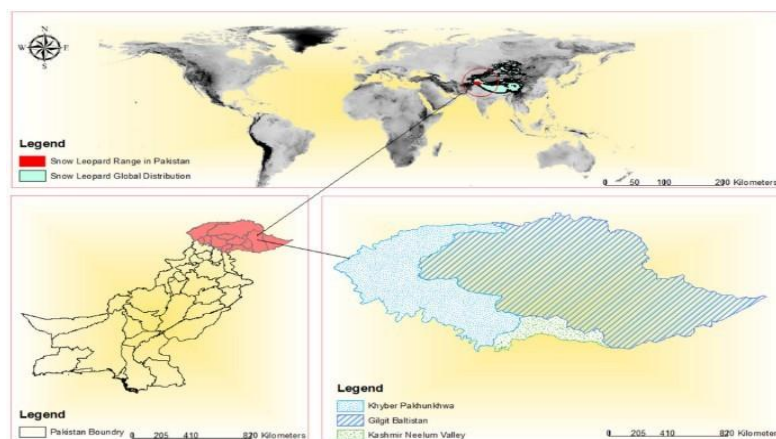 N
W E
S
Legend
Snow Leopard Range in Pakistan
Snow Leopard Global Distribution
0 50 100 200 Kilometers
Legend
Pakistan Boundry
0 205 410 820 Kilometers
Legend
Khyber Pakhunkhwa
Gilgit Baltistan
Kashmir Neelum Valley
0 205 410 820 Kilometers